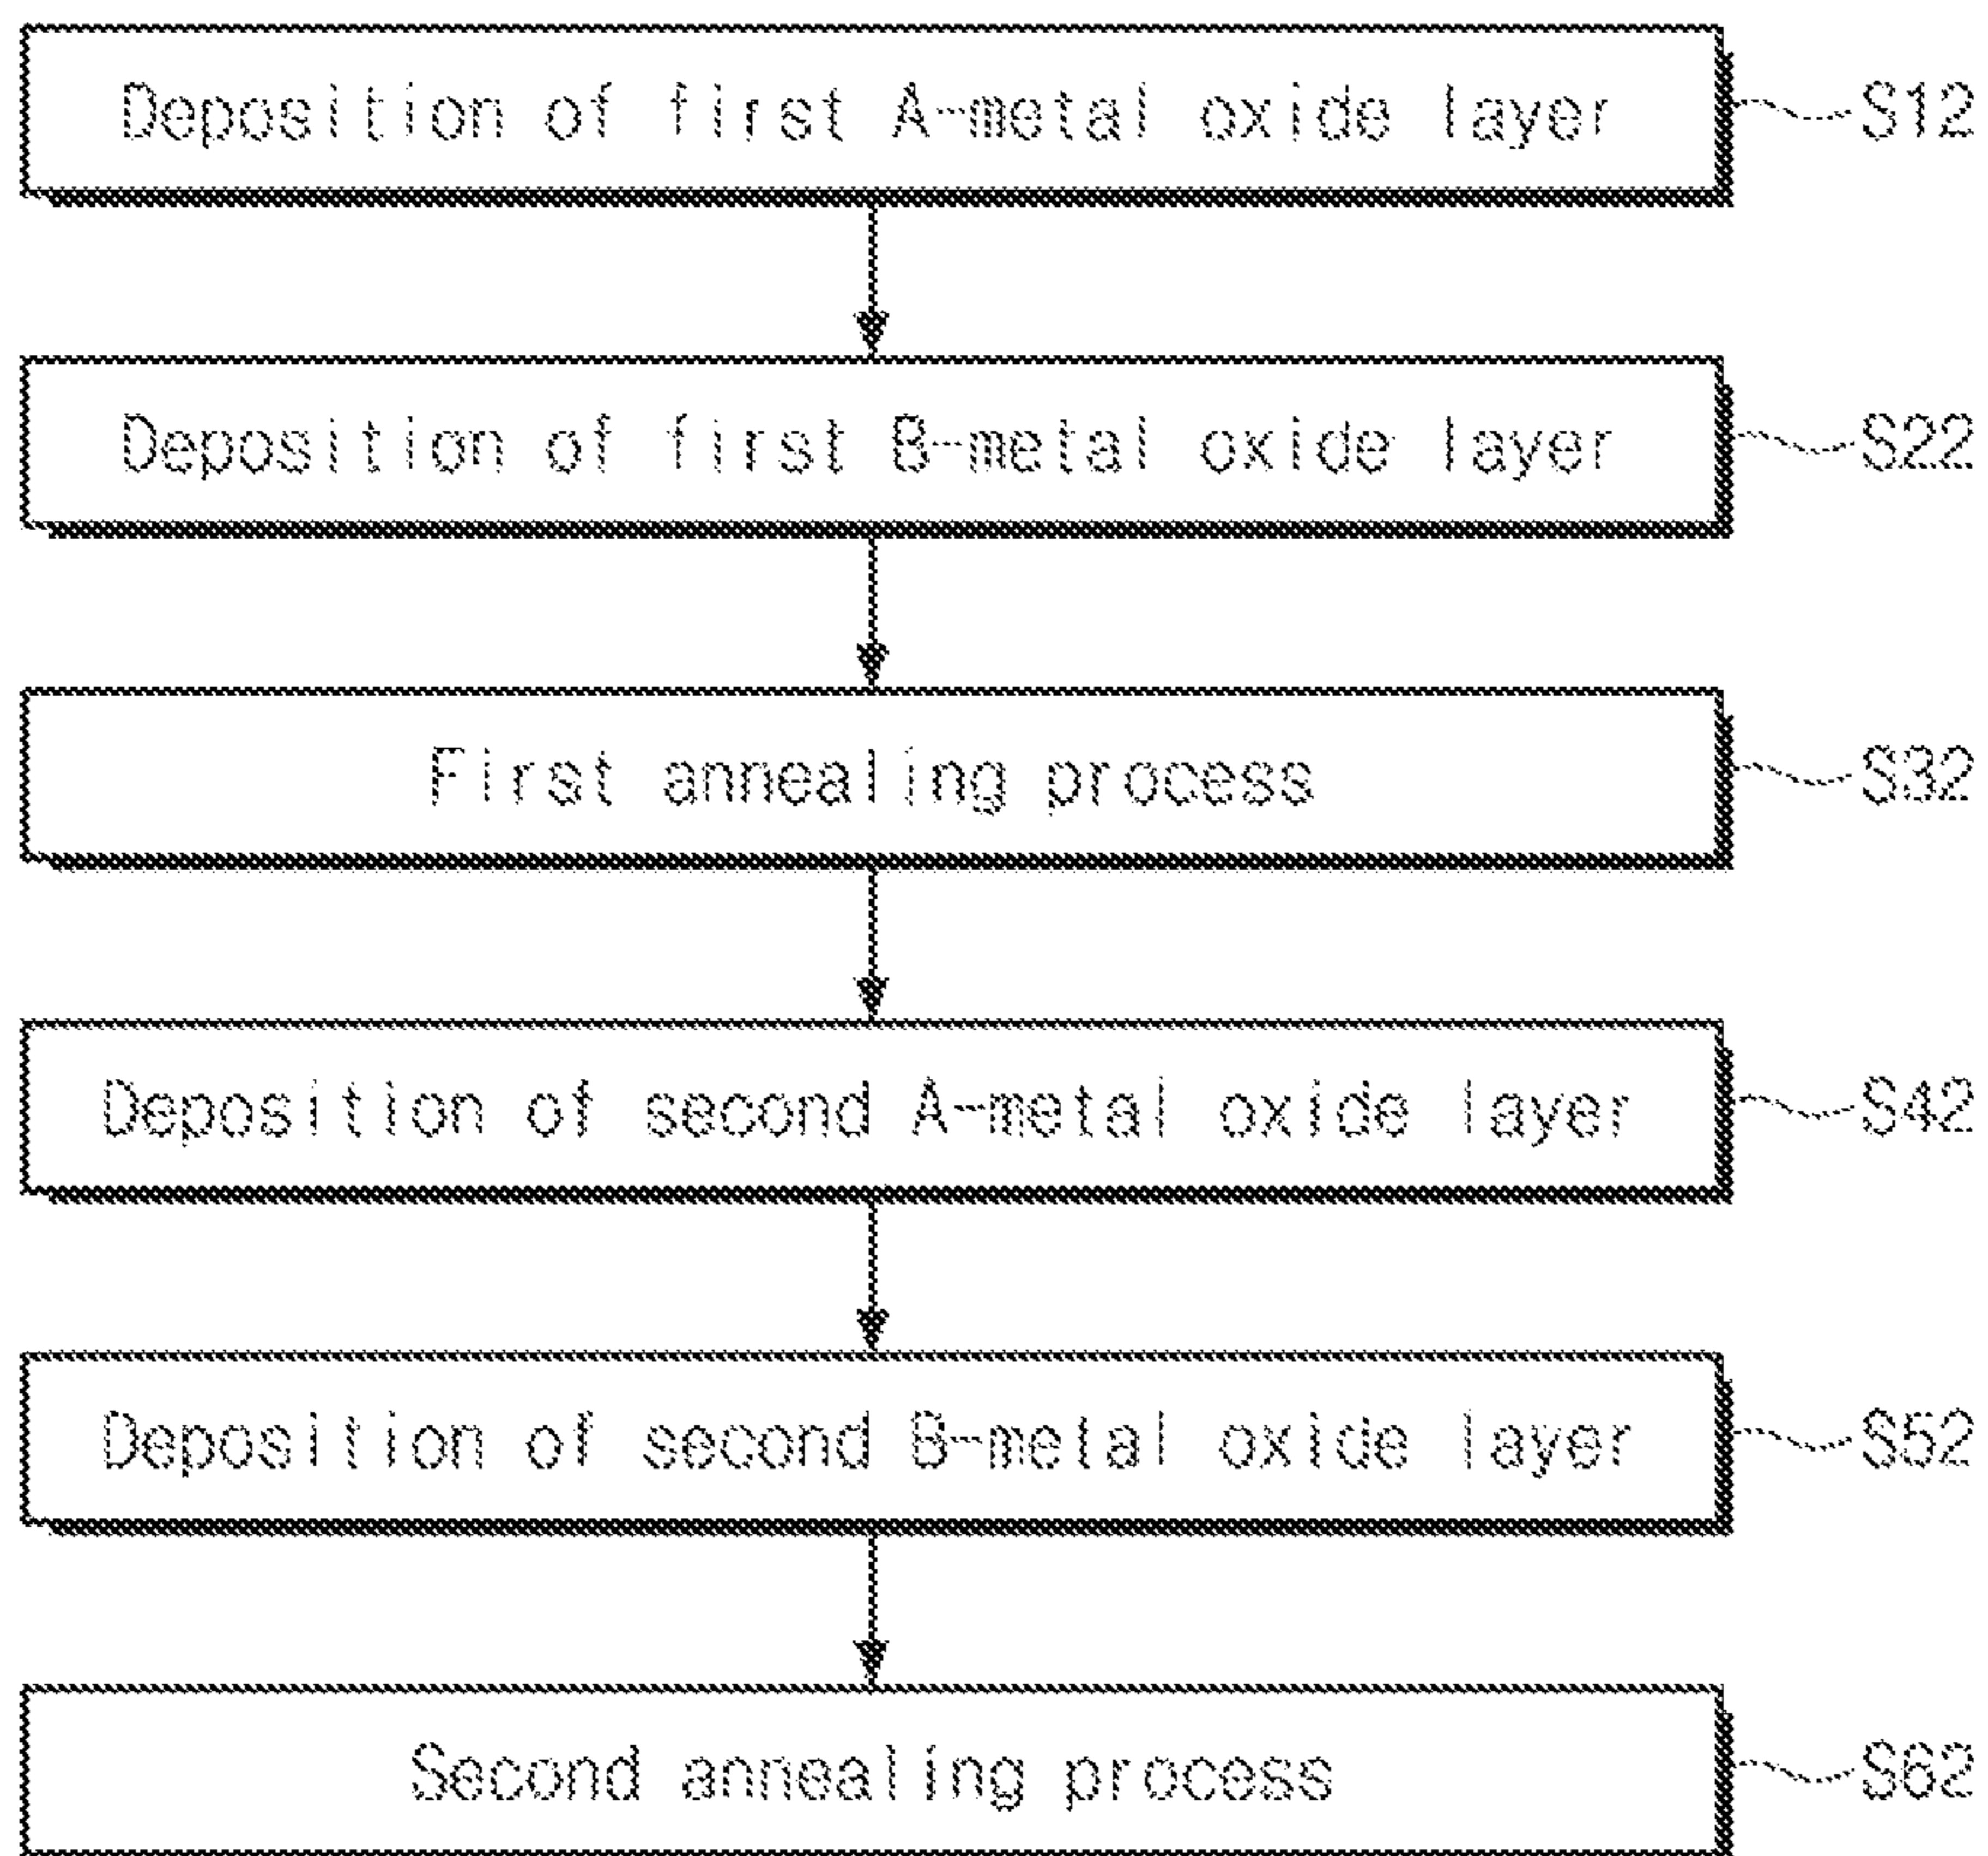 Deposition of first A-metal oxide layer S12
Deposition of first B-metal oxide layer S22
First annealing process S32
Deposition of second A-metal oxide layer S42
Deposition of second B-metal oxide layer S52
Second annealing process S62